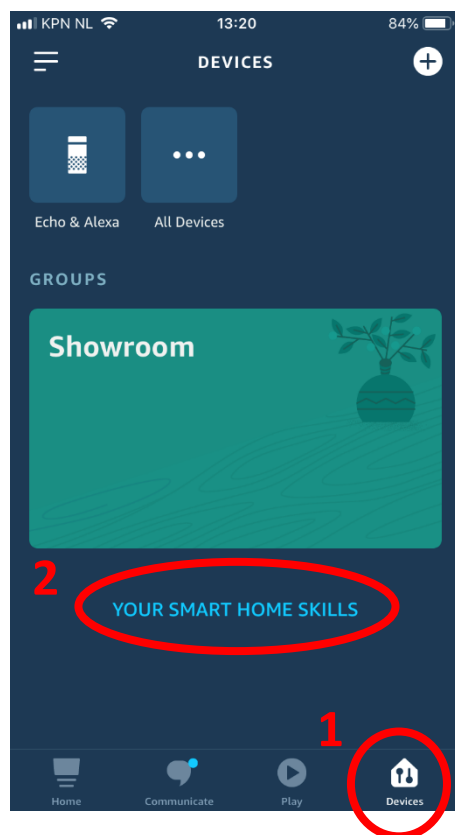 KPN NL 13:20 84%
DEVICES
Echo & Alexa All Devices
GROUPS
Showroom
2
YOUR SMART HOME SKILLS
1
Home Communicate Play Devices